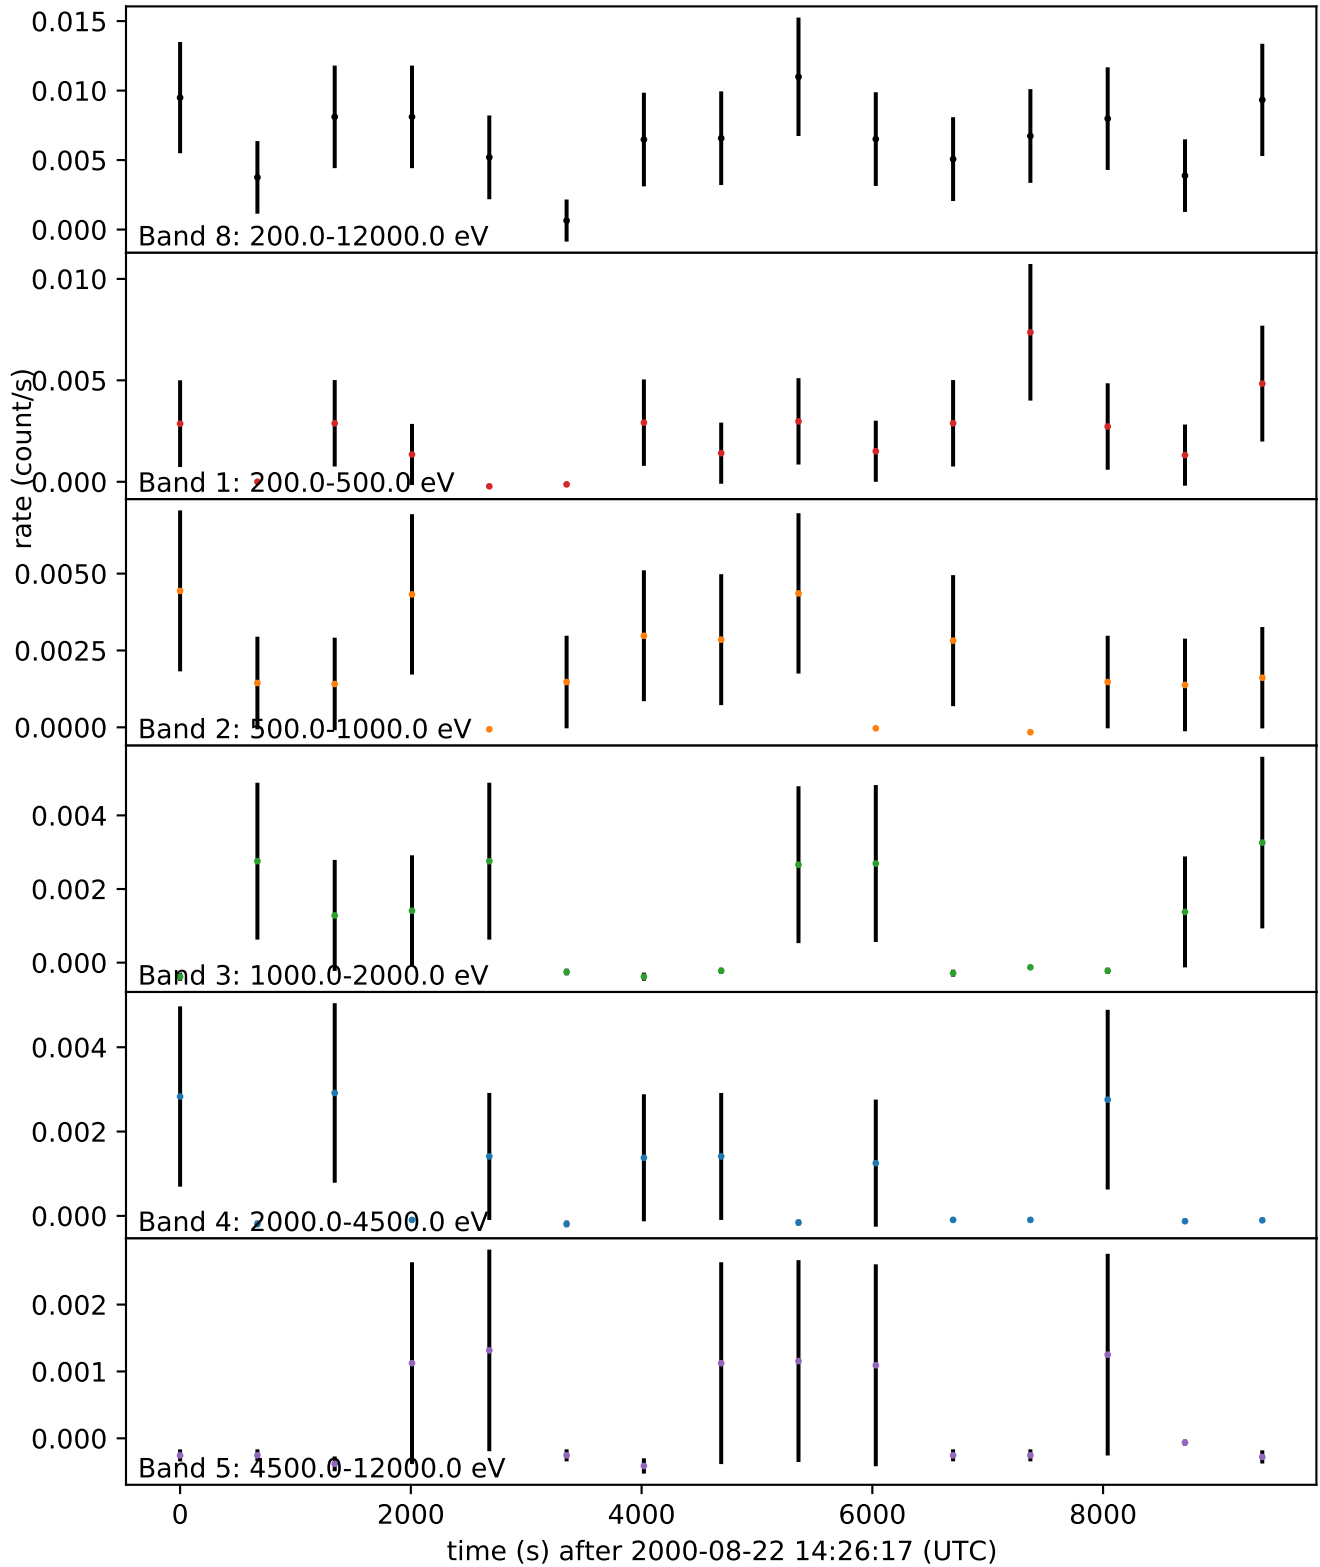 0.015
0.010
0.005
0.000
Band 8: 200.0-12000.0 eV
0.010
0.005
0.000
Band 1: 200.0-500.0 eV
rate (count/s)
0.0050
0.0025
0.0000
Band 2: 500.0-1000.0 eV
0.004
0.002
0.000
Band 3: 1000.0-2000.0 eV
0.004
0.002
0.000
Band 4: 2000.0-4500.0 eV
0.002
0.001
0.000
Band 5: 4500.0-12000.0 eV
0 2000 4000 6000 8000
time (s) after 2000-08-22 14:26:17 (UTC)